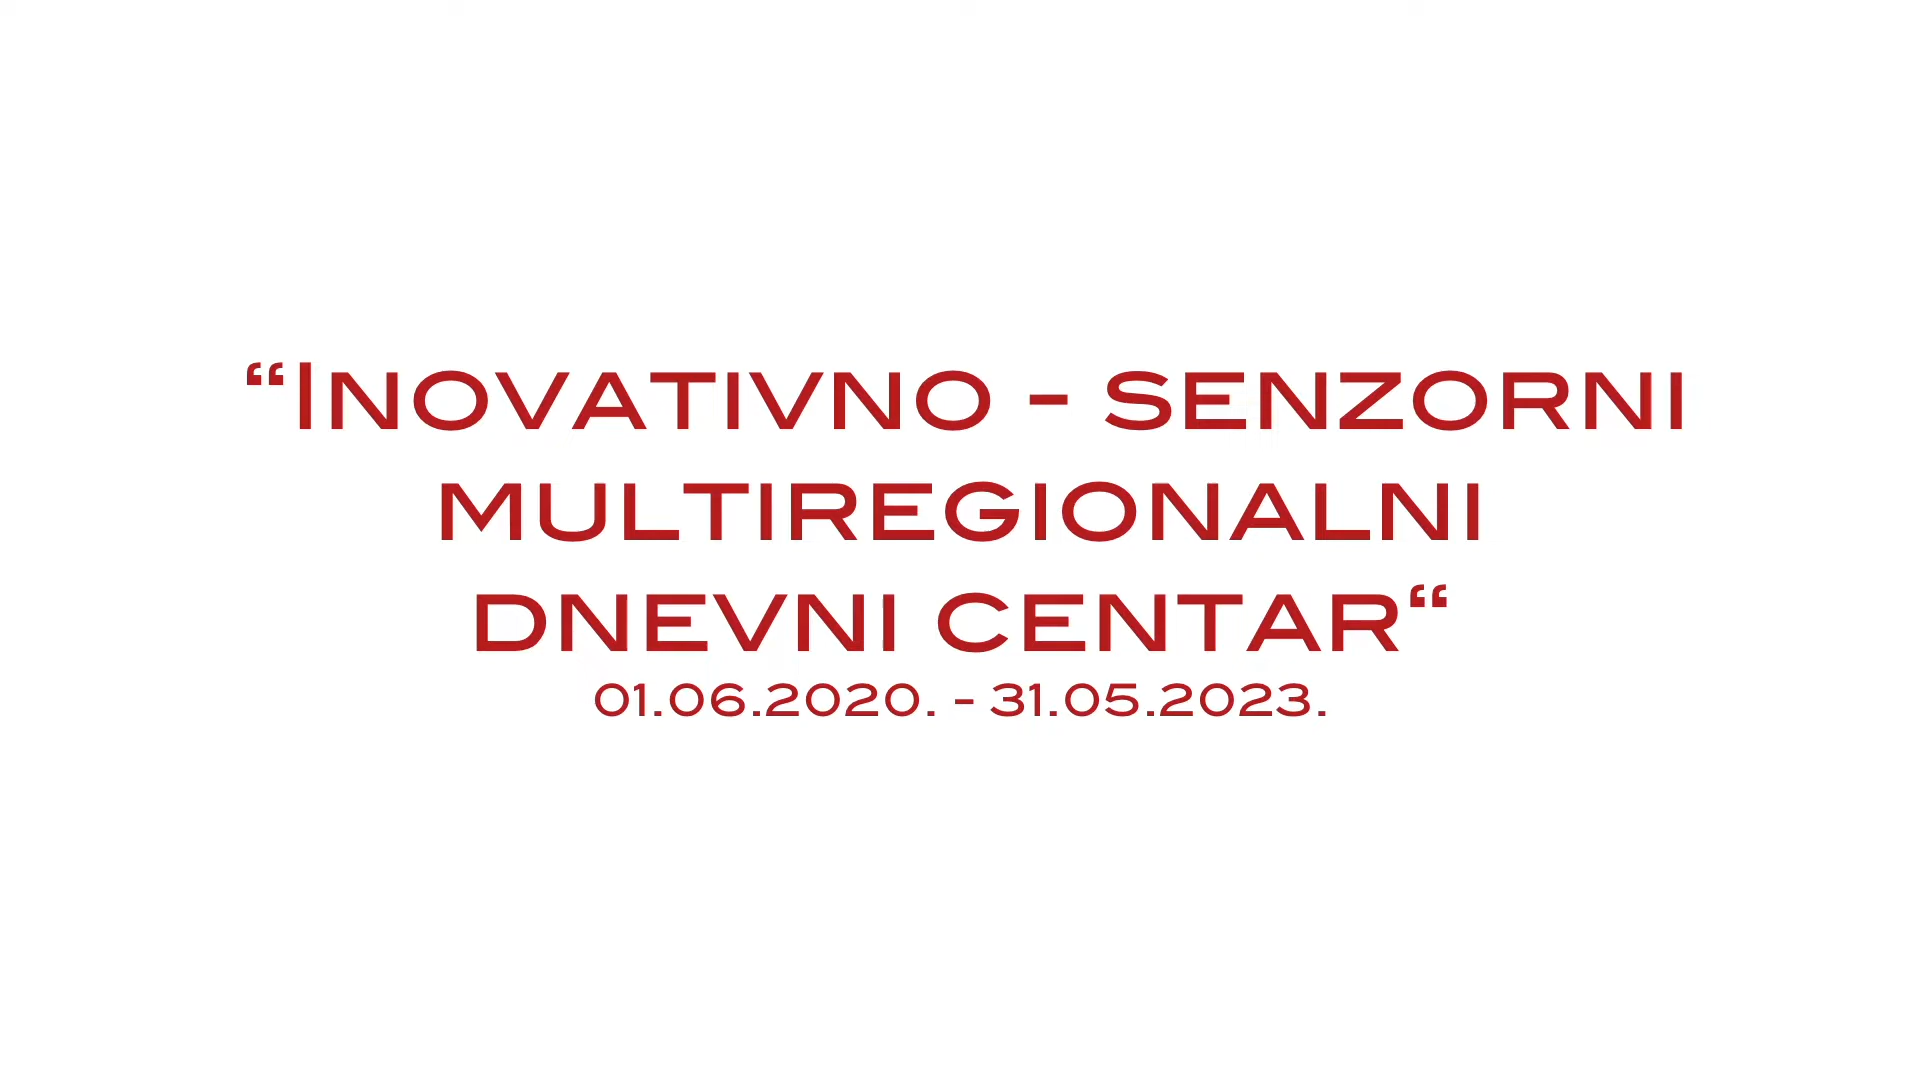 “Inovativno - senzorni
multiregionalni
dnevni centar“
01.06.2020. - 31.05.2023.